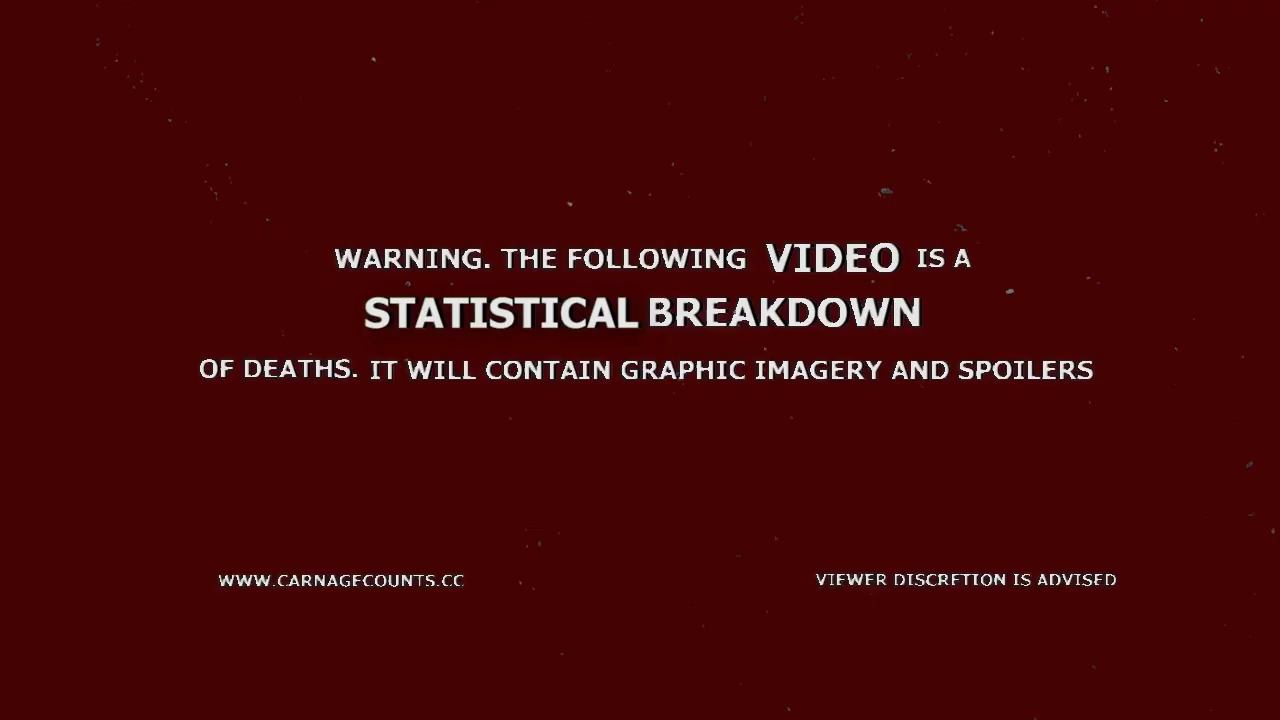 WARNING. THE FOLLOWING VIDEO IS A
STATISTICAL BREAKDOWN
OF DEATHS. IT WILL CONTAIN GRAPHIC IMAGERY AND SPOILERS
WWW.CARNAGECOUNTS.CC
VIEWER DISCRETION IS ADVISED